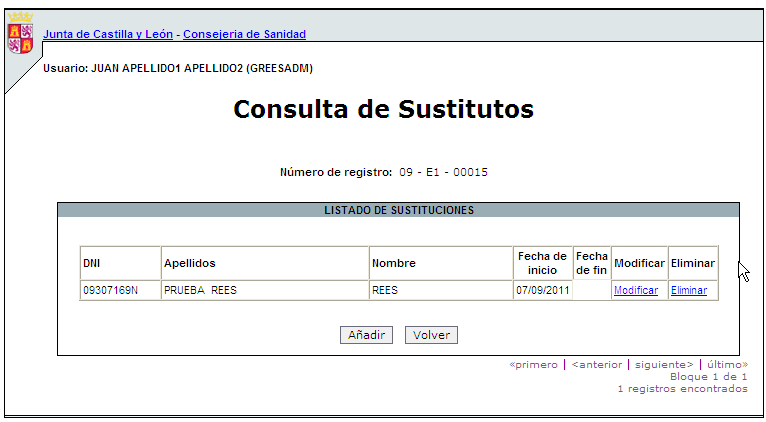 Junta de Castilla y León - Consejeria de Sanidad
Usuario: JUAN APELLIDO1 APELLIDO2 (GREESADM)
Consulta de Sustitutos
Número de registro: 09 - E1 - 00015
LISTADO DE SUSTITUCIONES
DNI Apellidos Nombre Fecha de inicio Fecha de fin Modificar Eliminar
09307169N PRUEBA REES REES 07/09/2011 Modificar Eliminar
Añadir Volver
«primero | <anterior | siguiente> | último»
Bloque 1 de 1
1 registros encontrados